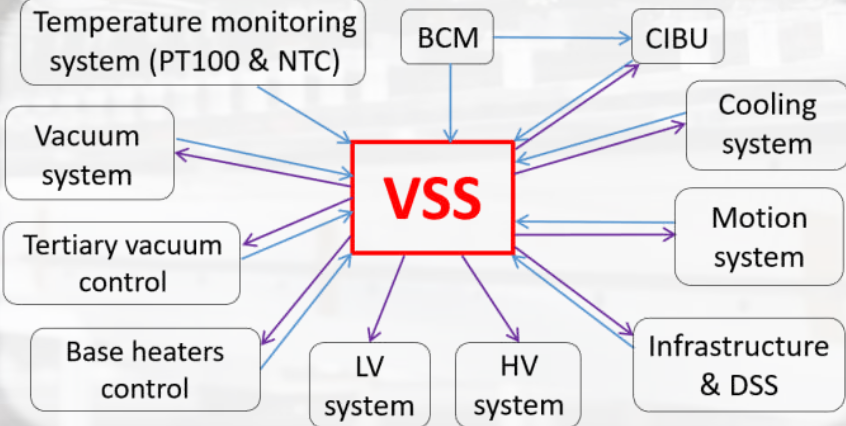 Temperature monitoring
system (PT100 & NTC)
BCM
CIBU
Cooling
system
Vacuum
system
VSS
Motion
system
Tertiary vacuum
control
Base heaters
control
LV
system
HV
system
Infrastructure
& DSS